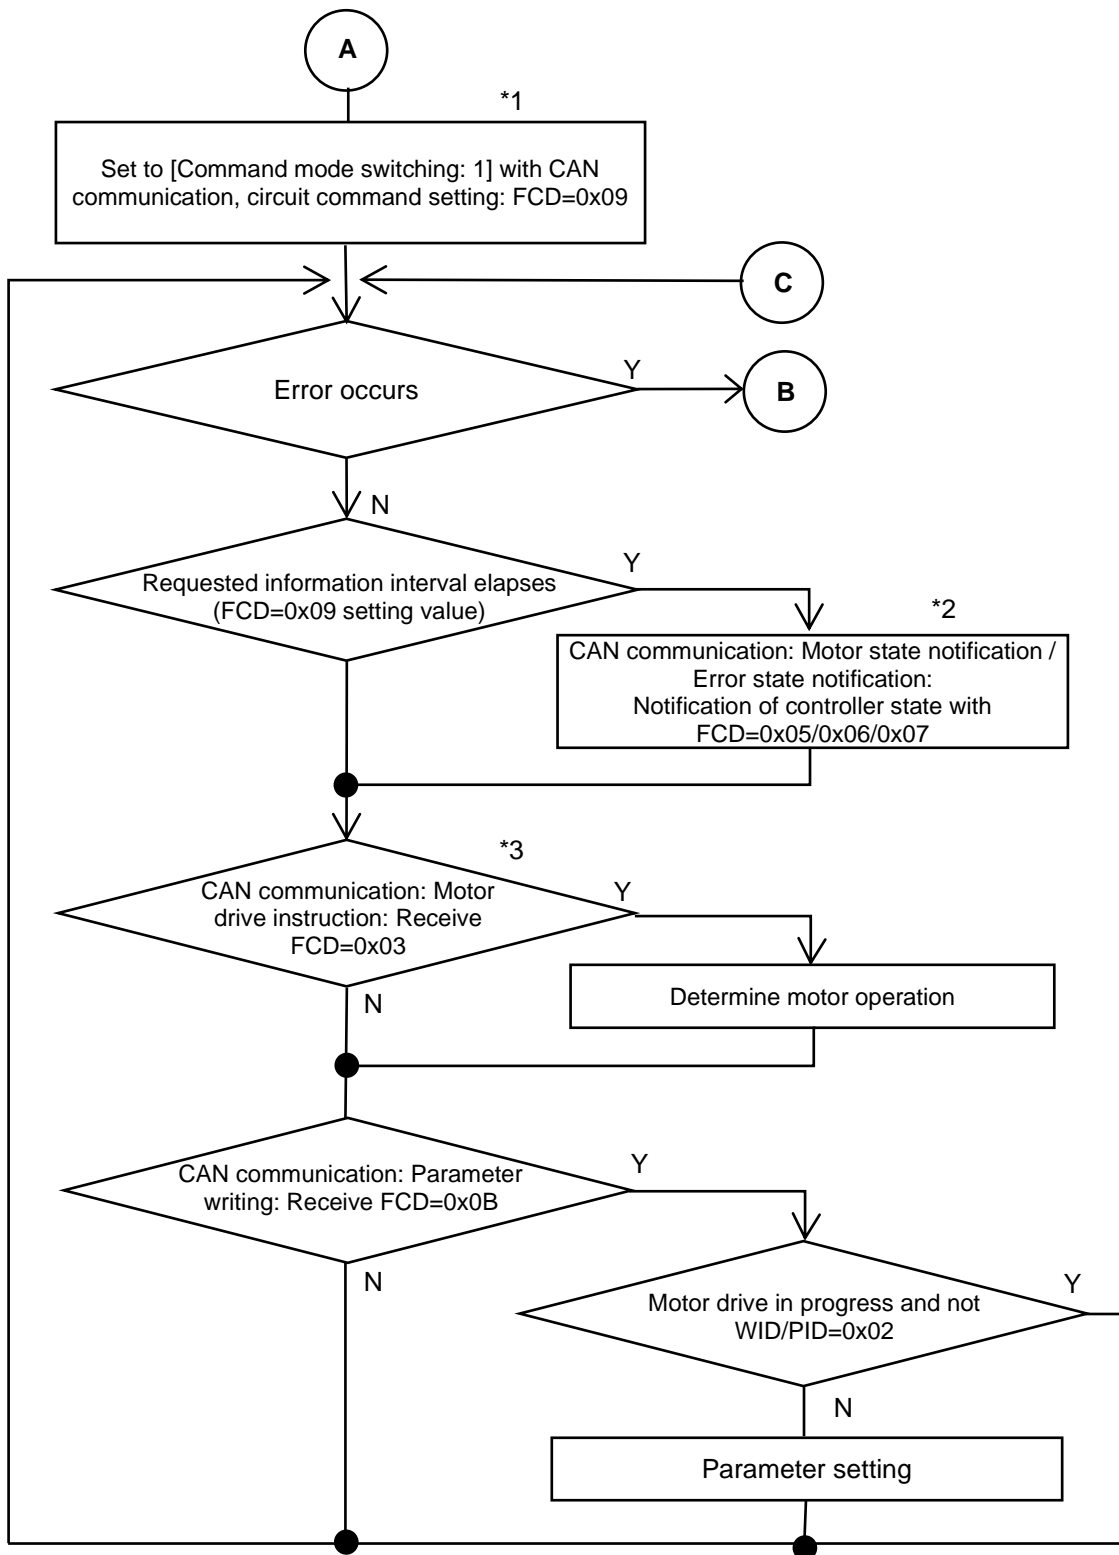 A
*1
Set to [Command mode switching: 1] with CAN
communication, circuit command setting: FCD=0x09
C
Error occurs
Y
B
N
Requested information interval elapses
(FCD=0x09 setting value)
Y
*2
CAN communication: Motor state notification /
Error state notification:
Notification of controller state with
FCD=0x05/0x06/0x07
*3
CAN communication: Motor
drive instruction: Receive
FCD=0x03
Y
N
Determine motor operation
CAN communication: Parameter
writing: Receive FCD=0x0B
Y
N
Motor drive in progress and not
WID/PID=0x02
Y
N
Parameter setting